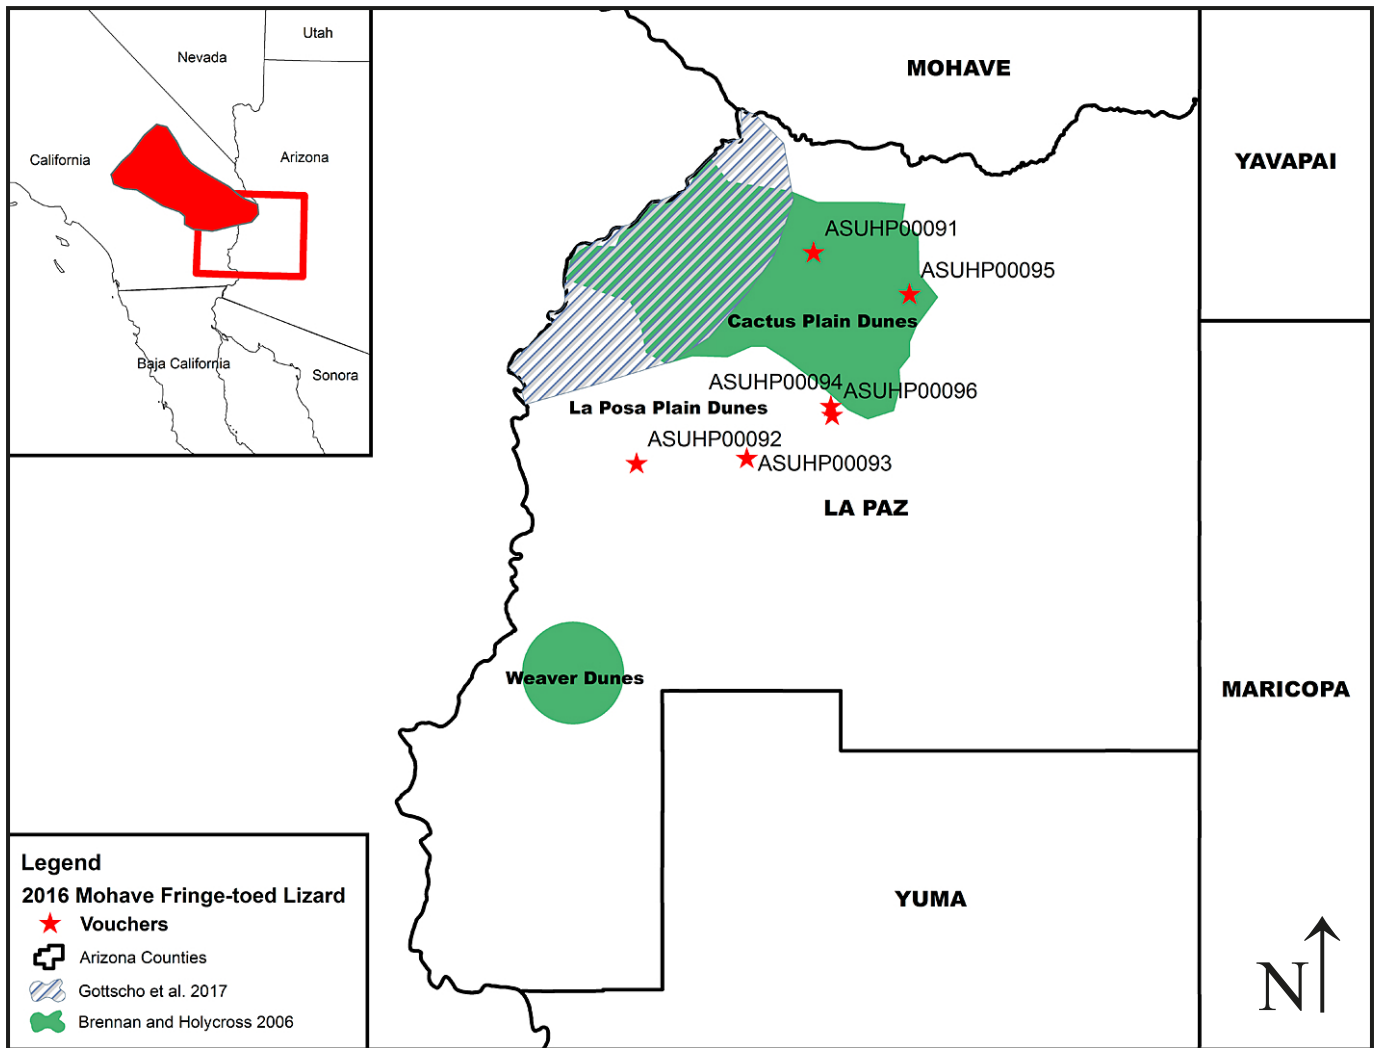 Utah
Nevada
California
Arizona
Baja California
Sonora
MOHAVE
YAVAPAI
ASUHP00091
ASUHP00095
Cactus Plain Dunes
ASUHP00094
ASUHP00096
La Posa Plain Dunes
ASUHP00092
ASUHP00093
LA PAZ
Weaver Dunes
MARICOPA
YUMA
Legend
2016 Mohave Fringe-toed Lizard
Vouchers
Arizona Counties
Gottscho et al. 2017
Brennan and Holycross 2006
N